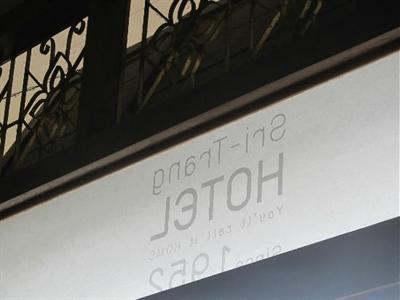 Sri-Trang
HOTEL
You'll call it HOME
Since 1952